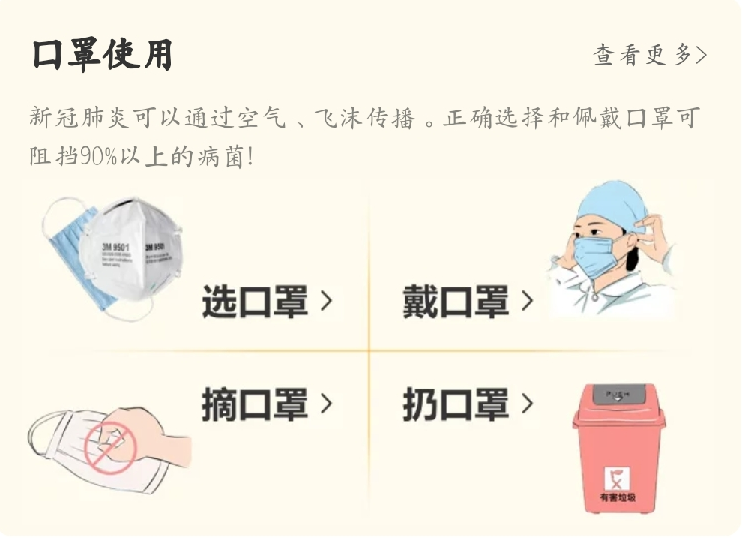 口罩使用
查看更多>
新冠肺炎可以通过空气、飞沫传播。正确选择和佩戴口罩可
阻挡90%以上的病菌!
3M 9501
选口罩 >
戴口罩 >
摘口罩 >
扔口罩 >
有害垃圾